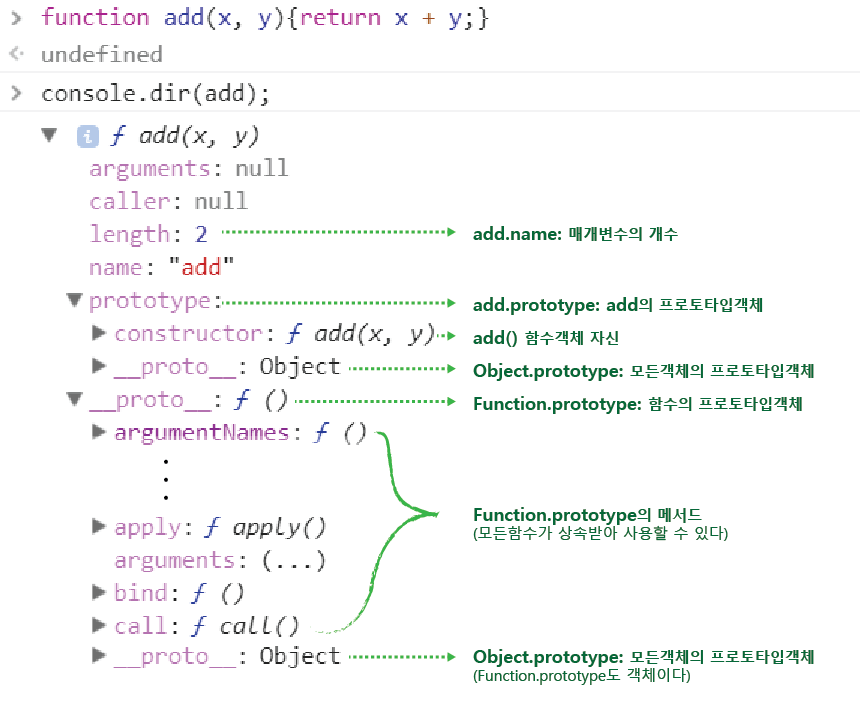 > function add(x, y){return x + y;}
<· undefined
> console.dir(add);
▼ i ƒ add(x, y)
arguments: null
caller: null
length: 2 add.name: 매개변수의 개수
name: "add"
▼ prototype: add.prototype: add의 프로토타입객체
▶ constructor: ƒ add(x, y) add() 함수객체 자신
▶ __proto__: Object Object.prototype: 모든객체의 프로토타입객체
▼ __proto__: ƒ () Function.prototype: 함수의 프로토타입객체
▶ argumentNames: ƒ ()
Function.prototype의 메서드
(모든함수가 상속받아 사용할 수 있다)
▶ apply: ƒ apply()
arguments: (...)
▶ bind: ƒ ()
▶ call: ƒ call()
▶ __proto__: Object Object.prototype: 모든객체의 프로토타입객체
(Function.prototype도 객체이다)